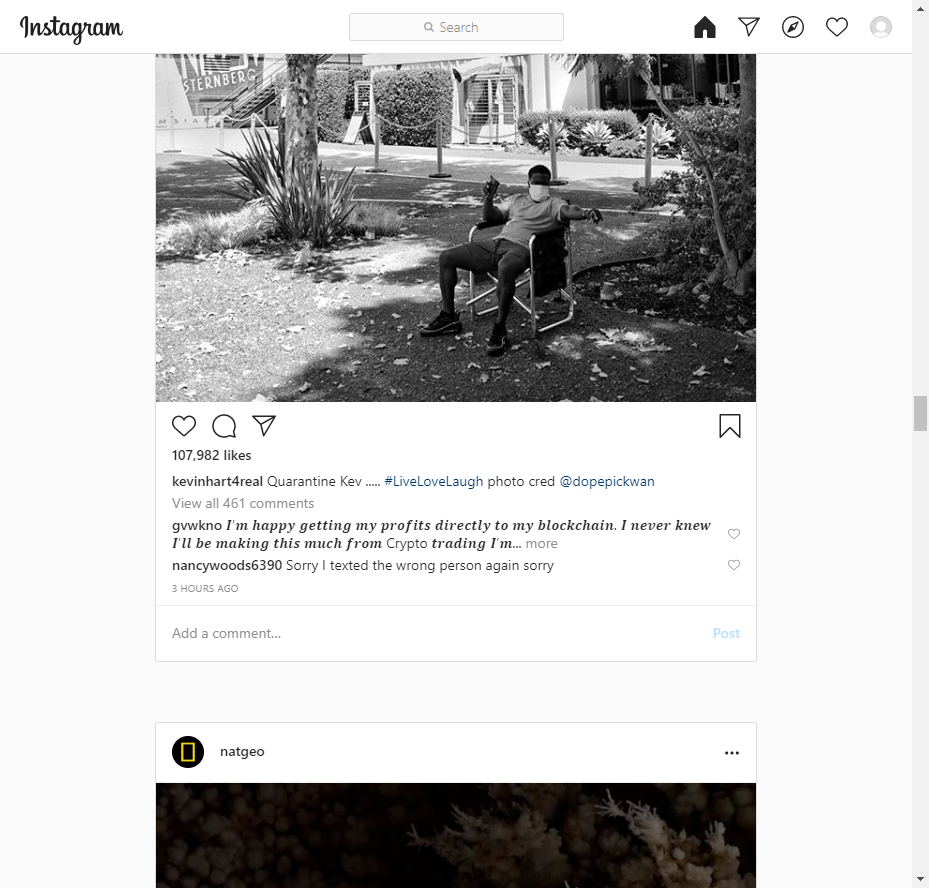 Instagram
Search
STERNBERG
107,982 likes
kevinhart4real Quarantine Kev ..... #LiveLoveLaugh photo cred @dopepickwan
View all 461 comments
gvwkno I'm happy getting my profits directly to my blockchain. I never knew
I'll be making this much from Crypto trading I'm... more
nancywoods6390 Sorry I texted the wrong person again sorry
3 HOURS AGO
Add a comment...
Post
natgeo